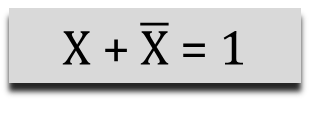 X + X̅ = 1